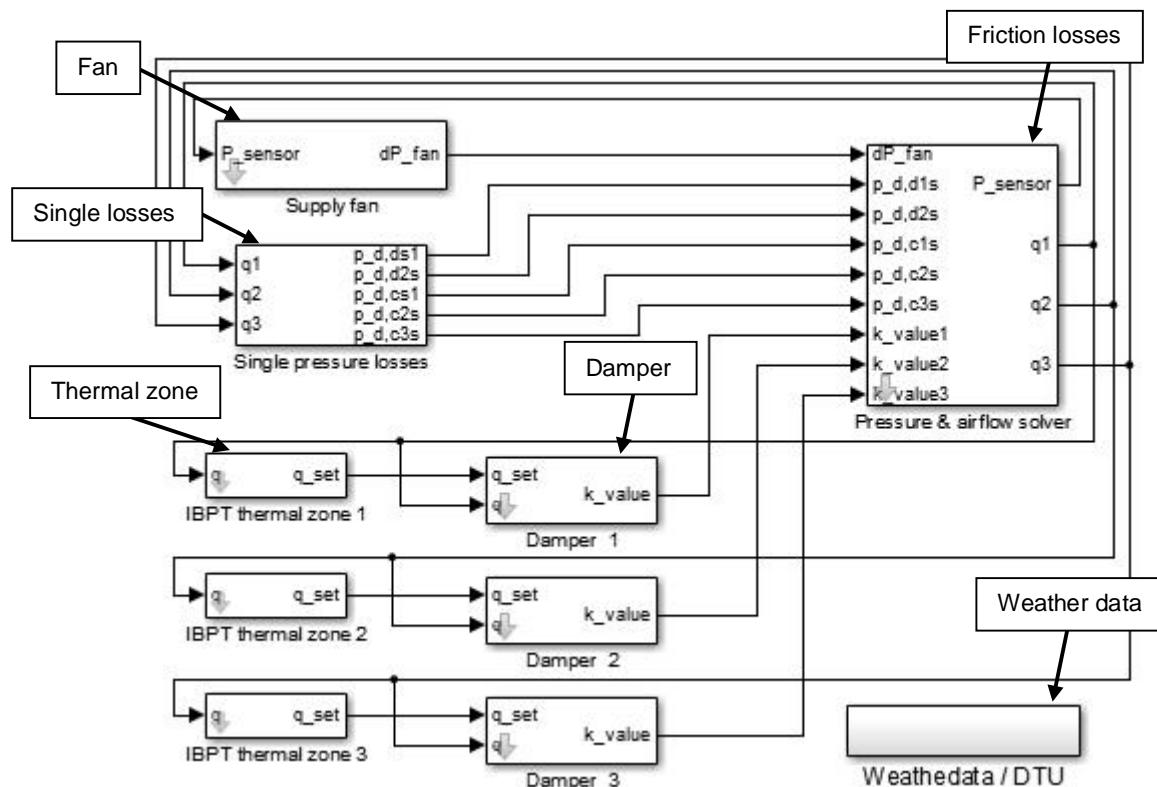 Friction losses
Fan
P_sensor
dP_fan
Supply fan
Single losses
q1
q2
q3
p_d,ds1
p_d,d2s
p_d,cs1
p_d,c2s
p_d,c3s
Single pressure losses
dP_fan
p_d,d1s
p_d,d2s
p_d,c1s
p_d,c2s
p_d,c3s
k_value1
k_value2
k_value3
P_sensor
q1
q2
q3
Pressure & airflow solver
Thermal zone
Damper
q
q_set
IBPT thermal zone 1
q_set
q
k_value
Damper 1
q
q_set
IBPT thermal zone 2
q_set
q
k_value
Damper 2
Weather data
q
q_set
IBPT thermal zone 3
q_set
q
k_value
Damper 3
Weathedata / DTU